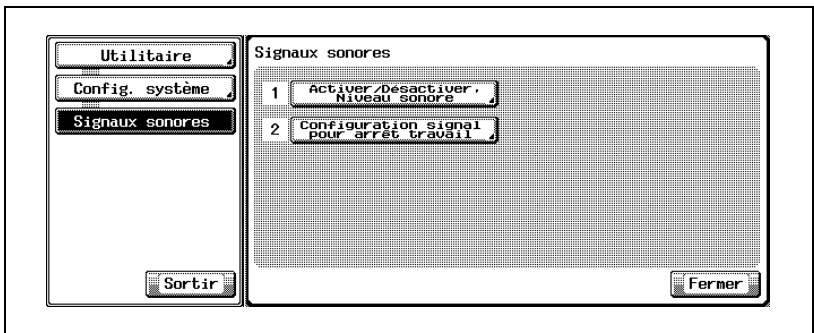 Utilitaire
Config. système
Signaux sonores
Sortir
Signaux sonores
1 Activer/Désactiver,
Niveau sonore
2 Configuration signal
pour arrêt travail
Fermer